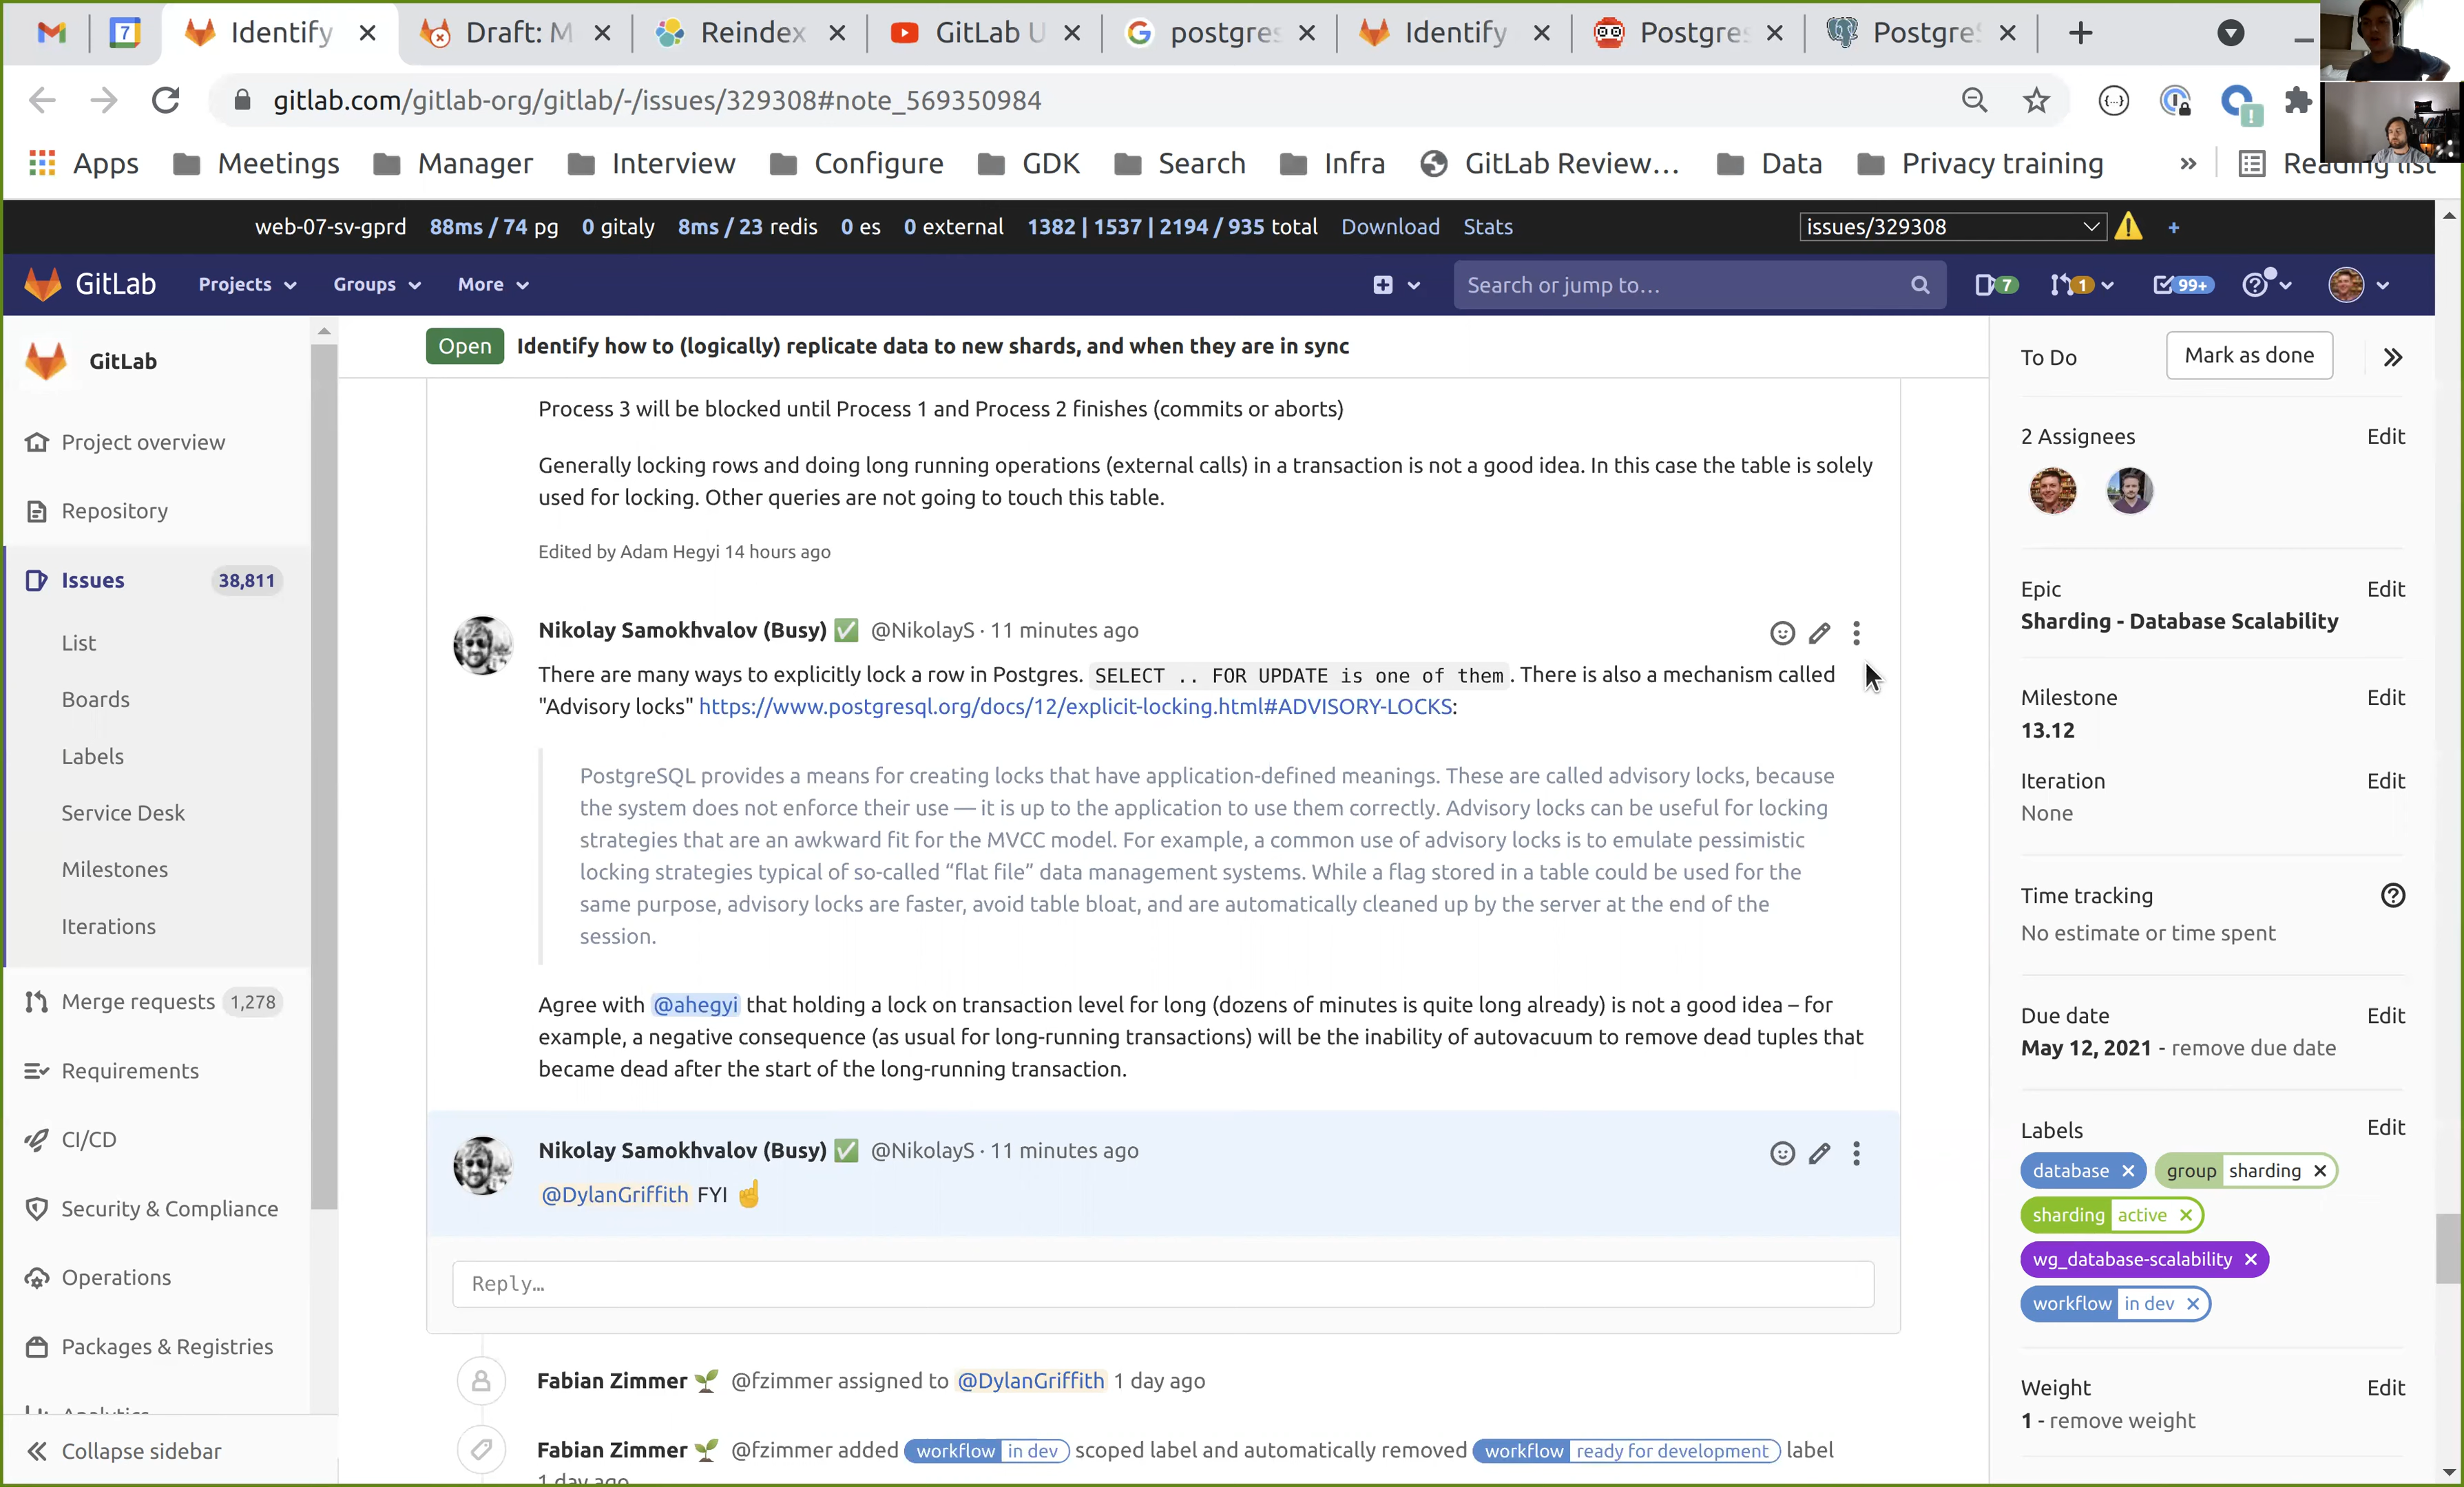 7
Identify
Draft: M
Reindex
GitLab U
postgres
Identify
Postgres
Postgre
gitlab.com/gitlab-org/gitlab/-/issues/329308#note_569350984
Apps Meetings Manager Interview Configure GDK Search Infra GitLab Review… Data Privacy training » Reading list
web-07-sv-gprd 88ms / 74 pg 0 gitaly 8ms / 23 redis 0 es 0 external 1382 | 1537 | 2194 / 935 total Download Stats issues/329308 +
GitLab Projects Groups More Search or jump to… 7 1 99+
GitLab
Project overview
Repository
Issues 38,811
List
Boards
Labels
Service Desk
Milestones
Iterations
Merge requests 1,278
Requirements
CI/CD
Security & Compliance
Operations
Packages & Registries
Analytics
Collapse sidebar
Open Identify how to (logically) replicate data to new shards, and when they are in sync
Process 3 will be blocked until Process 1 and Process 2 finishes (commits or aborts)
Generally locking rows and doing long running operations (external calls) in a transaction is not a good idea. In this case the table is solely
used for locking. Other queries are not going to touch this table.
Edited by Adam Hegyi 14 hours ago
Nikolay Samokhvalov (Busy) ✅ @NikolayS · 11 minutes ago
There are many ways to explicitly lock a row in Postgres. SELECT .. FOR UPDATE is one of them. There is also a mechanism called
"Advisory locks" https://www.postgresql.org/docs/12/explicit-locking.html#ADVISORY-LOCKS:
PostgreSQL provides a means for creating locks that have application-defined meanings. These are called advisory locks, because
the system does not enforce their use — it is up to the application to use them correctly. Advisory locks can be useful for locking
strategies that are an awkward fit for the MVCC model. For example, a common use of advisory locks is to emulate pessimistic
locking strategies typical of so-called “flat file” data management systems. While a flag stored in a table could be used for the
same purpose, advisory locks are faster, avoid table bloat, and are automatically cleaned up by the server at the end of the
session.
Agree with @ahegyi that holding a lock on transaction level for long (dozens of minutes is quite long already) is not a good idea – for
example, a negative consequence (as usual for long-running transactions) will be the inability of autovacuum to remove dead tuples that
became dead after the start of the long-running transaction.
Nikolay Samokhvalov (Busy) ✅ @NikolayS · 11 minutes ago
@DylanGriffith FYI ☝
Reply…
Fabian Zimmer 🌱 @fzimmer assigned to @DylanGriffith 1 day ago
Fabian Zimmer 🌱 @fzimmer added workflow in dev scoped label and automatically removed workflow ready for development label
1 day ago
To Do Mark as done
2 Assignees Edit
Epic Edit
Sharding - Database Scalability
Milestone Edit
13.12
Iteration Edit
None
Time tracking
No estimate or time spent
Due date Edit
May 12, 2021 - remove due date
Labels Edit
database group sharding
sharding active
wg_database-scalability
workflow in dev
Weight Edit
1 - remove weight